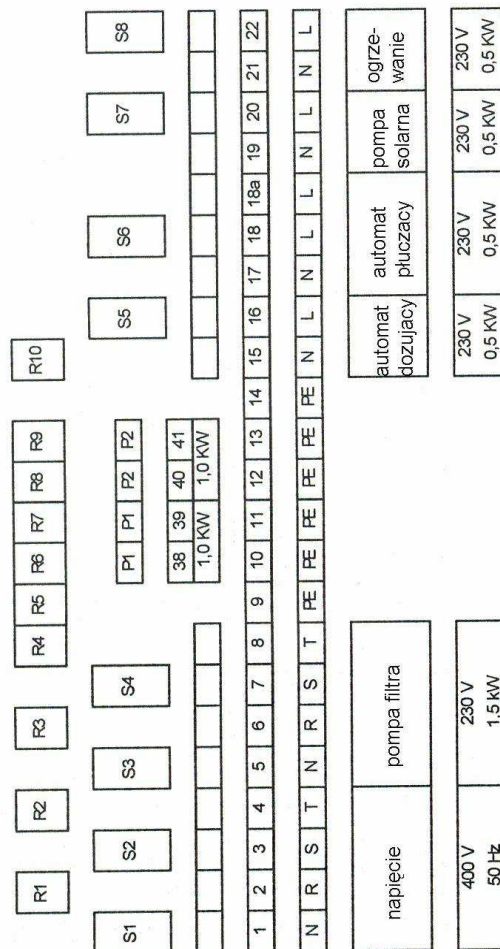 R1 R2 R3 R4 R5 R6 R7 R8 R9 R10
S1 S2 S3 S4 S5 S6 S7 S8
P1 P1 P2 P2
38 39 40 41
1,0 KW 1,0 KW
1 2 3 4 5 6 7 8 9 10 11 12 13 14 15 16 17 18 18a 19 20 21 22
N R S T N R S T PE PE PE PE PE PE N L N L L N L N L
napięcie
pompa filtra
automat
dozujacy
automat
płuczacy
pompa
solarna
ogrze-
wanie
400 V
50 Hz
230 V
1.5 kW
230 V
0,5 KW
230 V
0,5 KW
230 V
0,5 KW
230 V
0,5 KW